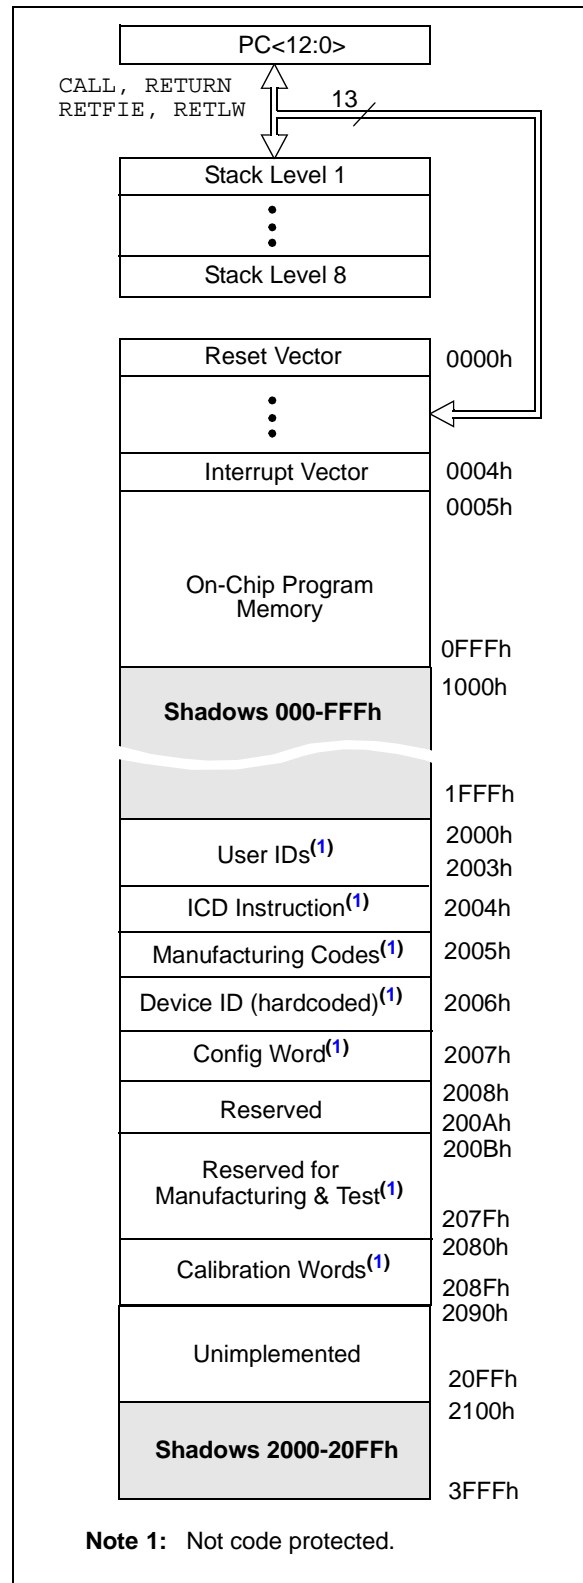 PC<12:0>
CALL, RETURN
RETFIE, RETLW
13
Stack Level 1
Stack Level 8
Reset Vector
0000h
Interrupt Vector
0004h
0005h
On-Chip Program
Memory
0FFFh
1000h
Shadows 000-FFFh
1FFFh
2000h
User IDs(1)
2003h
ICD Instruction(1)
2004h
Manufacturing Codes(1)
2005h
Device ID (hardcoded)(1)
2006h
Config Word(1)
2007h
2008h
Reserved
200Ah
200Bh
Reserved for
Manufacturing & Test(1)
207Fh
2080h
Calibration Words(1)
208Fh
2090h
Unimplemented
20FFh
2100h
Shadows 2000-20FFh
3FFFh
Note 1: Not code protected.